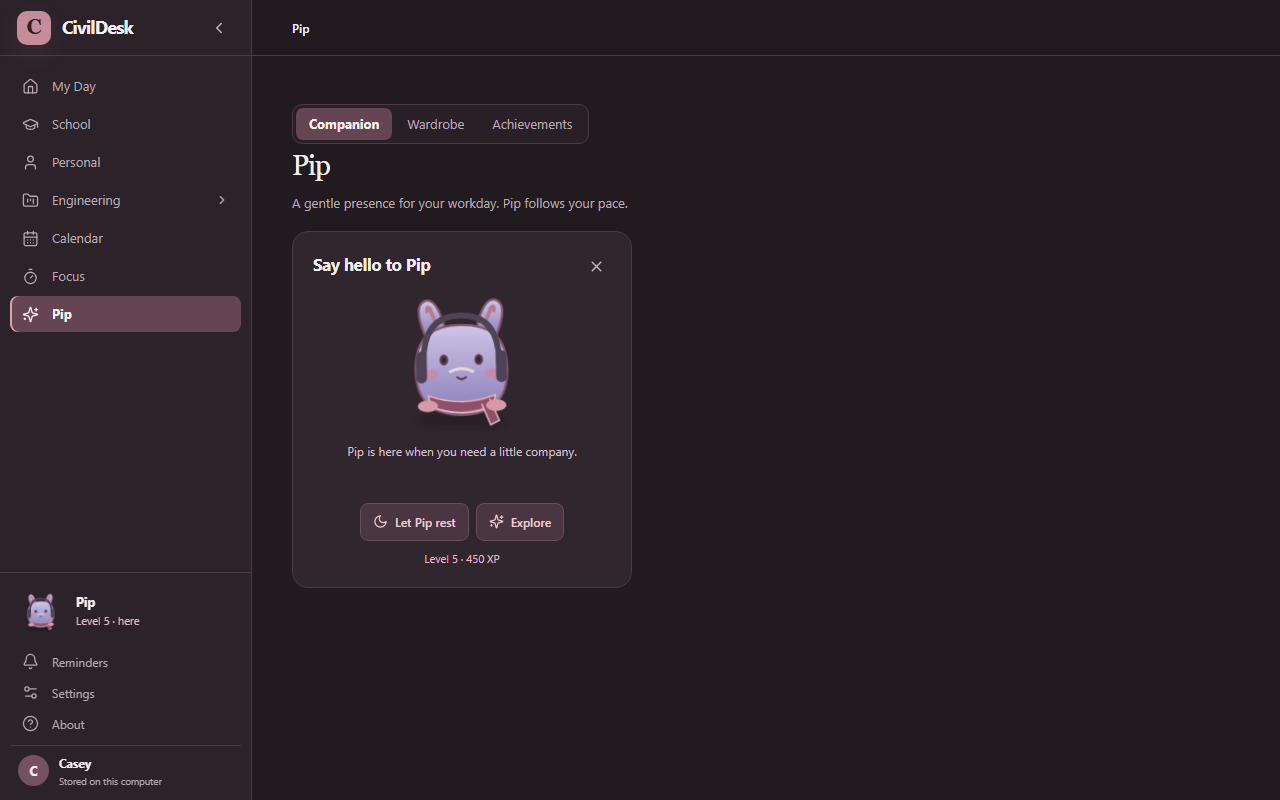 C CivilDesk
Pip
My Day
School
Personal
Engineering
Calendar
Focus
Pip
Companion Wardrobe Achievements
Pip
A gentle presence for your workday. Pip follows your pace.
Say hello to Pip
Pip is here when you need a little company.
Let Pip rest Explore
Level 5 · 450 XP
Pip
Level 5 · here
Reminders
Settings
About
C Casey
Stored on this computer